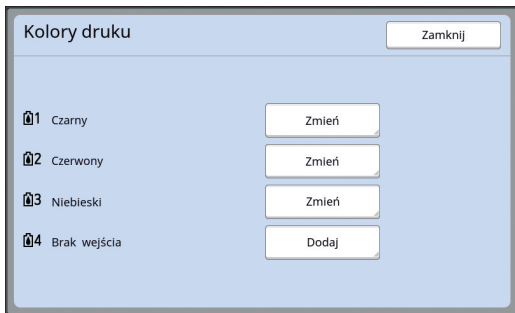 Kolory druku
Zamknij
1 Czarny Zmień
2 Czerwony Zmień
3 Niebieski Zmień
4 Brak wejścia Dodaj